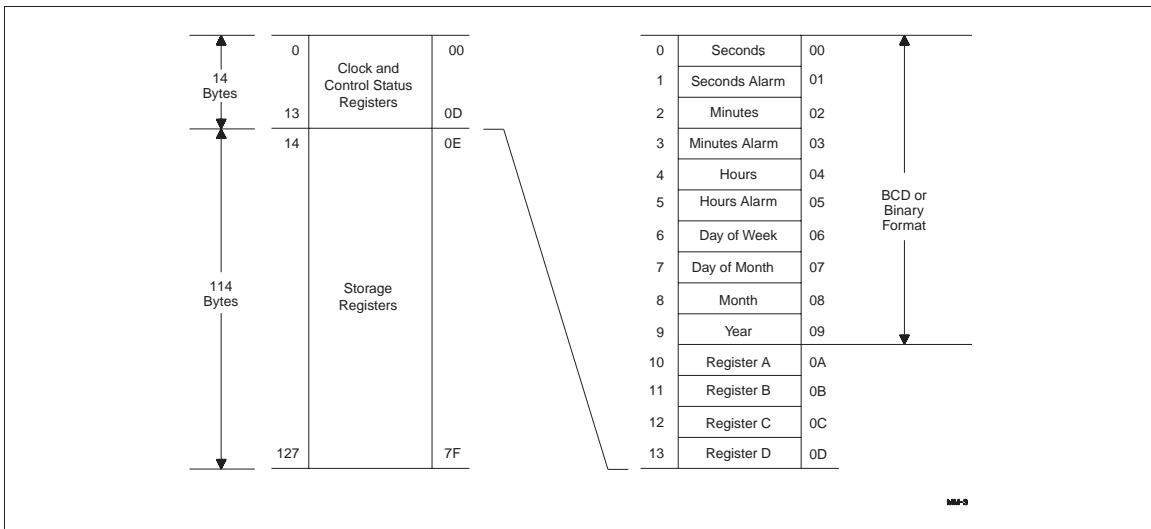 14
Bytes
0
00
Clock and
Control Status
Registers
13
0D
114
Bytes
14
0E
Storage
Registers
127
7F
0 Seconds 00
1 Seconds Alarm 01
2 Minutes 02
3 Minutes Alarm 03
4 Hours 04
5 Hours Alarm 05
6 Day of Week 06
7 Day of Month 07
8 Month 08
9 Year 09
10 Register A 0A
11 Register B 0B
12 Register C 0C
13 Register D 0D
BCD or
Binary
Format
MM-3